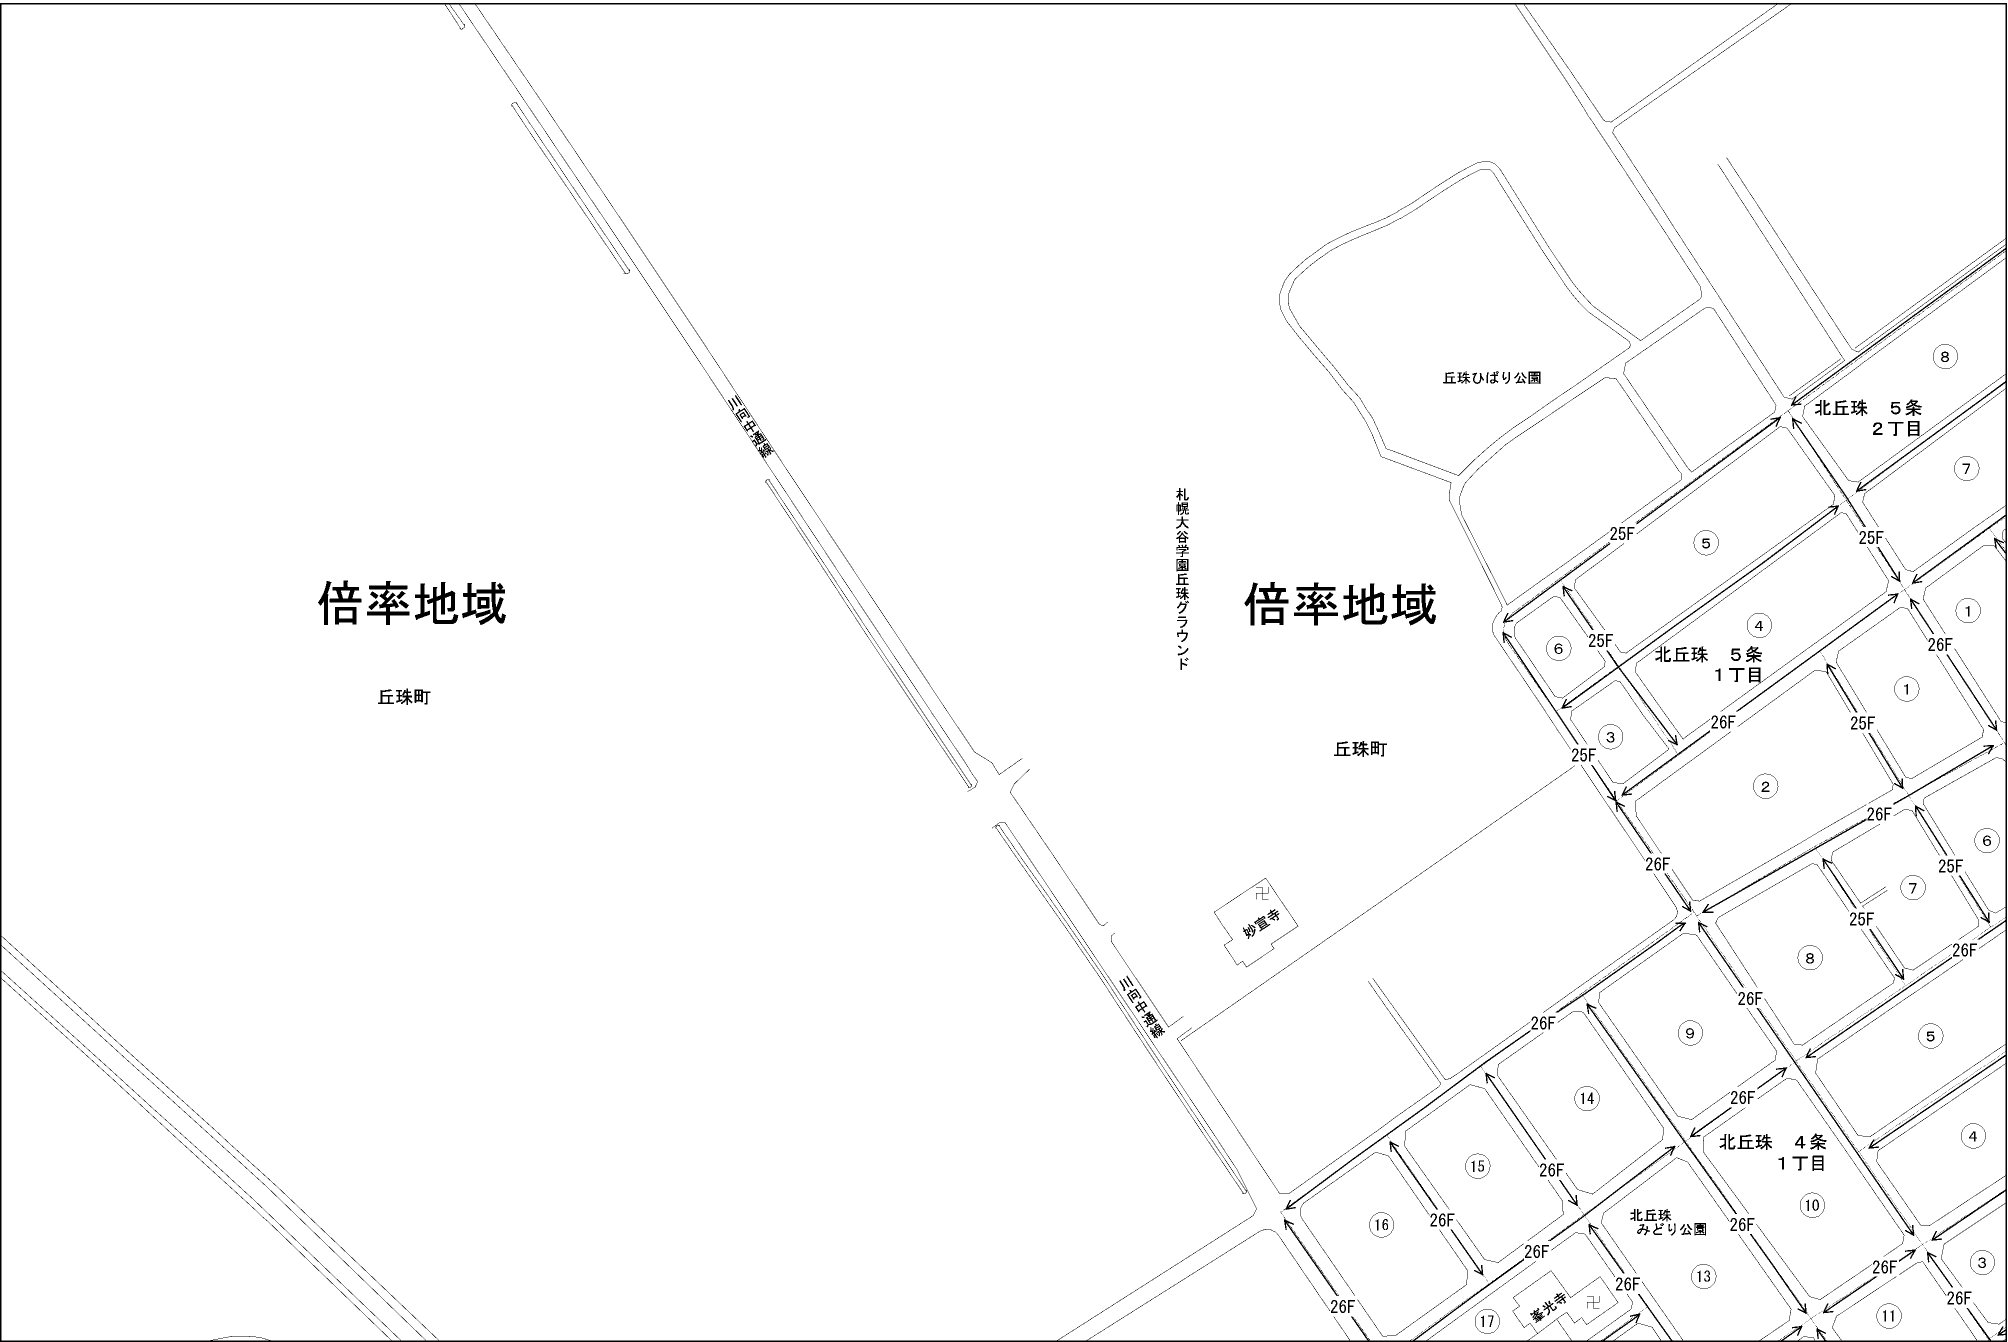 川向中通線
丘珠ひばり公園
⑧
北丘珠　５条
２丁目
⑦
札幌大谷学園丘珠グラウンド
25F
⑤
25F
倍率地域
倍率地域
①
④
25F
26F
⑥
北丘珠　５条
１丁目
①
丘珠町
26F
25F
③
丘珠町
25F
②
26F
⑥
26F
25F
⑦
卍
妙宣寺
25F
26F
⑧
川向中通線
26F
26F
⑨
⑤
26F
⑭
④
北丘珠　４条
１丁目
⑮
26F
⑩
⑯
26F
北丘珠
みどり公園
26F
26F
③
26F
⑬
26F
26F
卍
峯光寺
26F
⑰
⑪
26F